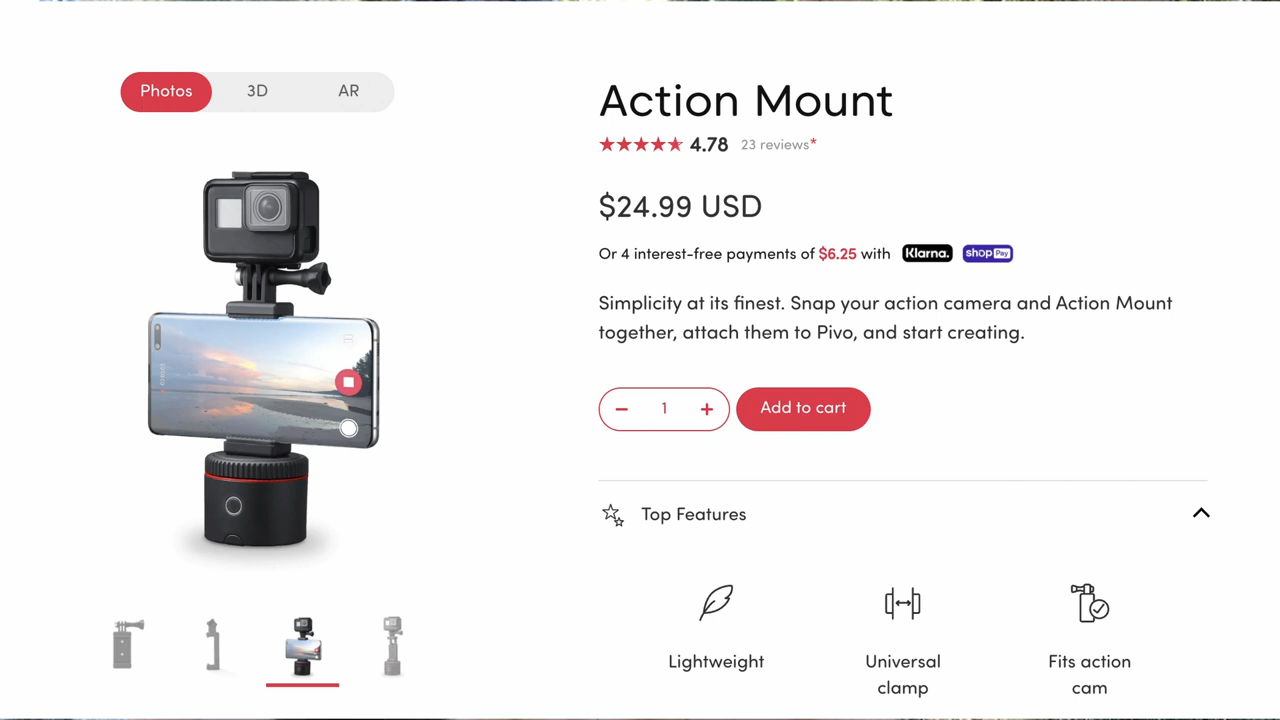 Photos 3D AR
Action Mount
4.78 23 reviews*
$24.99 USD
Or 4 interest-free payments of $6.25 with Klarna. shop Pay
Simplicity at its finest. Snap your action camera and Action Mount
together, attach them to Pivo, and start creating.
− 1 + Add to cart
Top Features
Lightweight
Universal
clamp
Fits action
cam